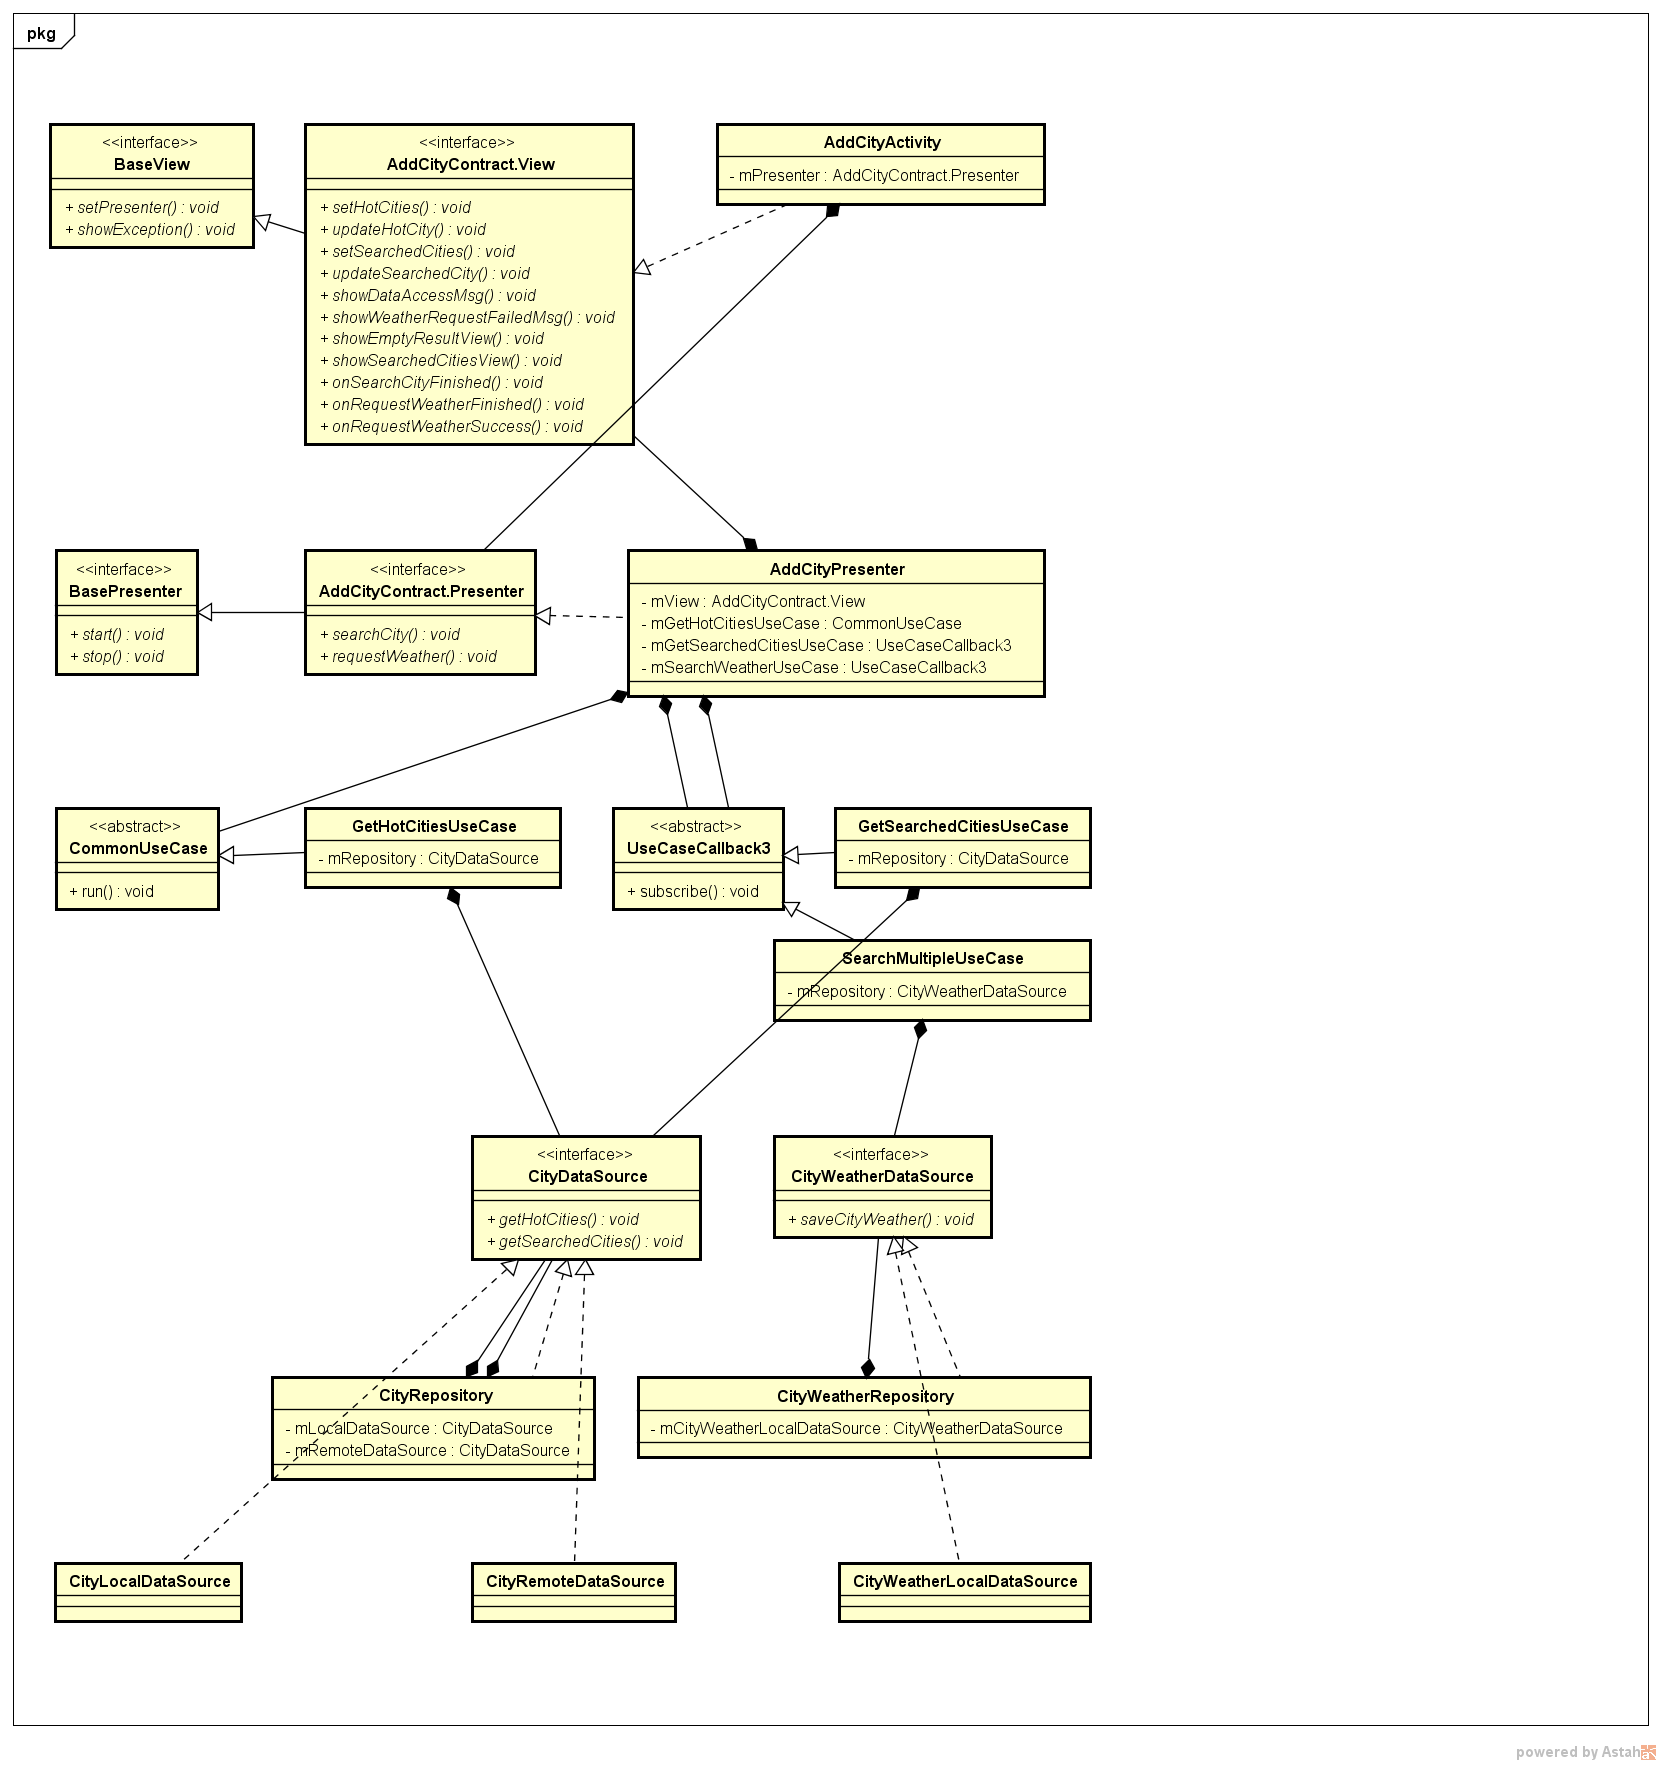 pkg
<<interface>>
BaseView
+ setPresenter() : void
+ showException() : void
<<interface>>
AddCityContract.View
+ setHotCities() : void
+ updateHotCity() : void
+ setSearchedCities() : void
+ updateSearchedCity() : void
+ showDataAccessMsg() : void
+ showWeatherRequestFailedMsg() : void
+ showEmptyResultView() : void
+ showSearchedCitiesView() : void
+ onSearchCityFinished() : void
+ onRequestWeatherFinished() : void
+ onRequestWeatherSuccess() : void
AddCityActivity
- mPresenter : AddCityContract.Presenter
<<interface>>
BasePresenter
+ start() : void
+ stop() : void
<<interface>>
AddCityContract.Presenter
+ searchCity() : void
+ requestWeather() : void
AddCityPresenter
- mView : AddCityContract.View
- mGetHotCitiesUseCase : CommonUseCase
- mGetSearchedCitiesUseCase : UseCaseCallback3
- mSearchWeatherUseCase : UseCaseCallback3
<<abstract>>
CommonUseCase
+ run() : void
GetHotCitiesUseCase
- mRepository : CityDataSource
<<abstract>>
UseCaseCallback3
+ subscribe() : void
GetSearchedCitiesUseCase
- mRepository : CityDataSource
SearchMultipleUseCase
- mRepository : CityWeatherDataSource
<<interface>>
CityDataSource
+ getHotCities() : void
+ getSearchedCities() : void
<<interface>>
CityWeatherDataSource
+ saveCityWeather() : void
CityRepository
- mLocalDataSource : CityDataSource
- mRemoteDataSource : CityDataSource
CityWeatherRepository
- mCityWeatherLocalDataSource : CityWeatherDataSource
CityLocalDataSource
CityRemoteDataSource
CityWeatherLocalDataSource
powered by Astah